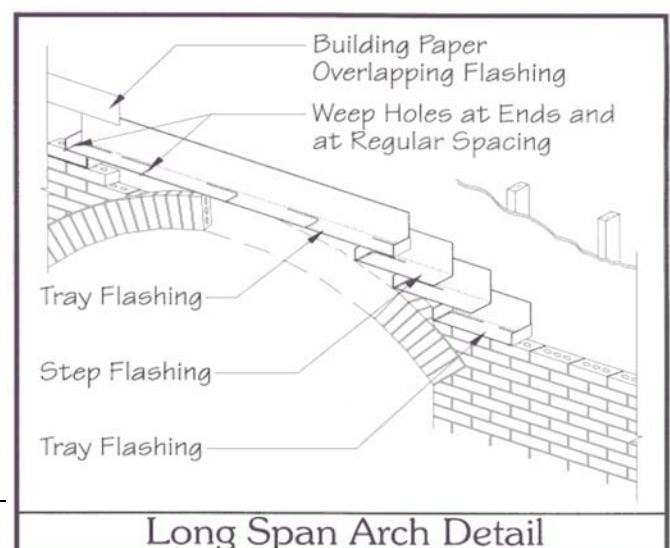 Building Paper
Overlapping Flashing
Weep Holes at Ends and
at Regular Spacing
Tray Flashing
Step Flashing
Tray Flashing
Long Span Arch Detail